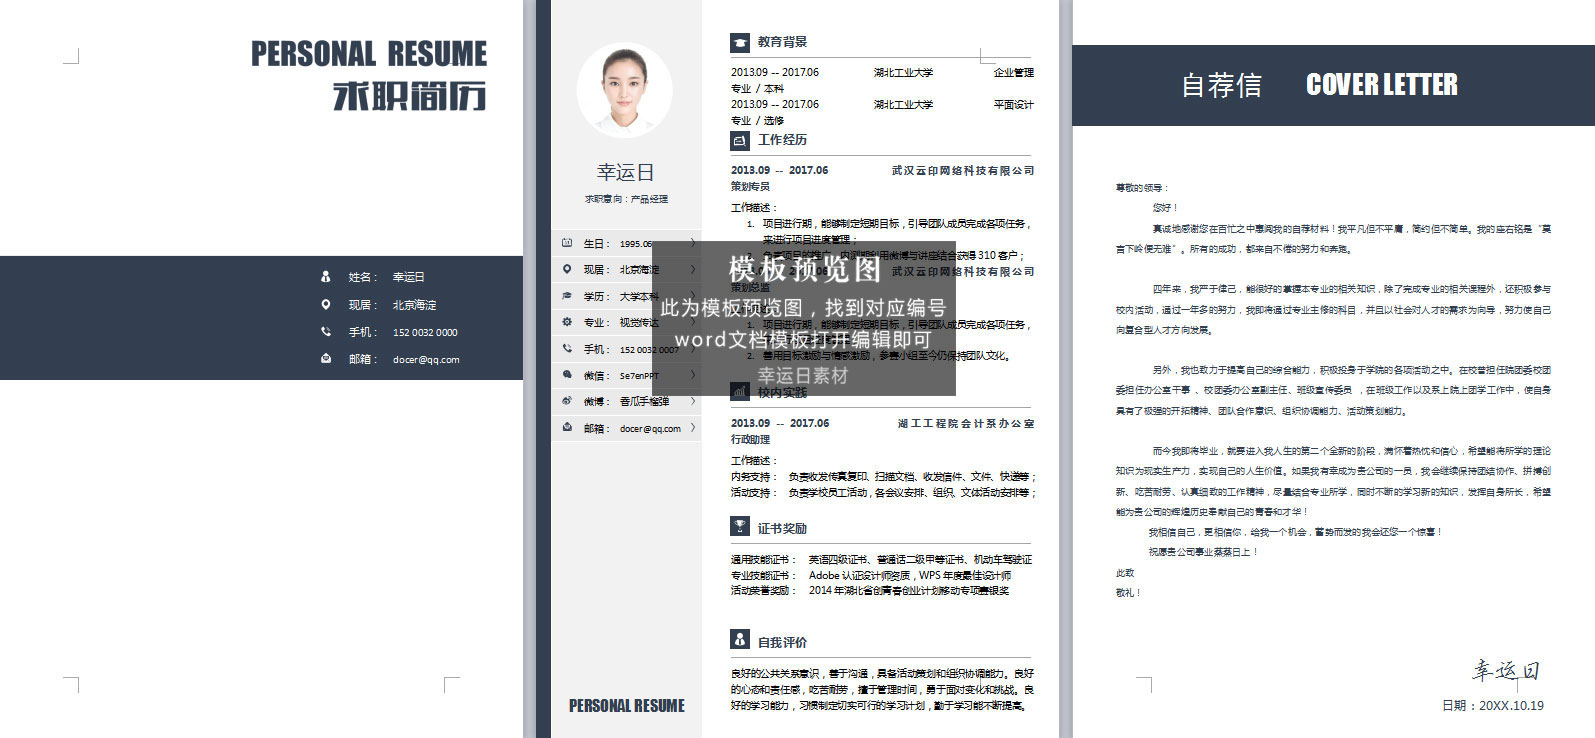 PERSONAL RESUME
求职简历
姓名： 幸运日
现居： 北京海淀
手机： 152 0032 0000
邮箱： docer@qq.com
幸运日
求职意向：产品经理
生日： 1995.06
现居： 北京海淀
学历： 大学本科
专业： 视觉传达
手机： 152 0032 0007
微信： Se7enPPT
微博： 香瓜手榴弹
邮箱： docer@qq.com
PERSONAL RESUME
教育背景
2013.09 -- 2017.06 湖北工业大学 企业管理
专业 / 本科
2013.09 -- 2017.06 湖北工业大学 平面设计
专业 / 选修
工作经历
2013.09 -- 2017.06 武汉云印网络科技有限公司
策划专员
工作描述：
1. 项目进行期，能够制定短期目标，引导团队成员完成各项任务，
来进行项目进度管理；
2. 负责项目的推广，内测期利用微博与讲座结合获得 310 客户；
武汉云印网络科技有限公司
策划总监
1. 项目进行期，能够制定短期目标，引导团队成员完成各项任务，
2. 善用目标激励与情感激励，参赛小组至今仍保持团队文化。
模板预览图
此为模板预览图，找到对应编号
word文档模板打开编辑即可
幸运日素材
校内实践
2013.09 -- 2017.06 湖工工程院会计系办公室
行政助理
工作描述：
内务支持： 负责收发传真复印、扫描文档、收发信件、文件、快递等；
活动支持： 负责学校员工活动，各会议安排、组织、文体活动安排等；
证书奖励
通用技能证书： 英语四级证书、普通话二级甲等证书、机动车驾驶证
专业技能证书： Adobe 认证设计师资质，WPS 年度最佳设计师
活动荣誉奖励： 2014 年湖北省创青春创业计划移动专项赛银奖
自我评价
良好的公共关系意识，善于沟通，具备活动策划和组织协调能力。良好
的心态和责任感，吃苦耐劳，擅于管理时间，勇于面对变化和挑战。良
好的学习能力，习惯制定切实可行的学习计划，勤于学习能不断提高。
自荐信 COVER LETTER
尊敬的领导：
您好！
真诚地感谢您在百忙之中惠阅我的自荐材料！我平凡但不平庸，简约但不简单。我的座右铭是“莫
言下岭便无难”。所有的成功，都来自不倦的努力和奔跑。
四年来，我严于律己，能很好的掌握本专业的相关知识，除了完成专业的相关课程外，还积极参与
校内活动，通过一年多的努力，我即将通过专业主修的科目，并且以社会对人才的需求为向导，努力使自己
向复合型人才方向发展。
另外，我也致力于提高自己的综合能力，积极投身于学院的各项活动之中。在校曾担任院团委校团
委担任办公室干事 、校团委办公室副主任、班级宣传委员 ，在班级工作以及系上院上团学工作中，使自身
具有了极强的开拓精神、团队合作意识、组织协调能力、活动策划能力。
而今我即将毕业，就要进入我人生的第二个全新的阶段，满怀着热忱和信心，希望能将所学的理论
知识为现实生产力，实现自己的人生价值。如果我有幸成为贵公司的一员，我会继续保持团结协作、拼搏创
新、吃苦耐劳、认真细致的工作精神，尽量结合专业所学，同时不断的学习新的知识，发挥自身所长，希望
能为贵公司的辉煌历史奉献自己的青春和才华！
我相信自己，更相信你，给我一个机会，蓄势而发的我会还您一个惊喜！
祝愿贵公司事业蒸蒸日上！
此致
敬礼！
幸运日
日期：20XX.10.19